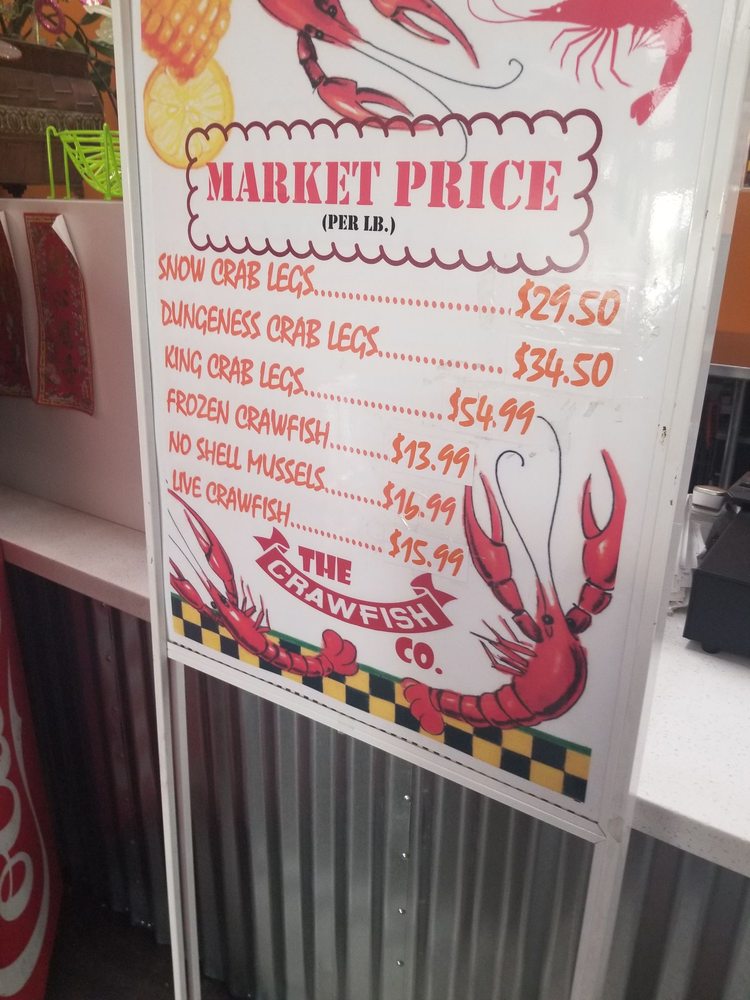 MARKET PRICE
(PER LB.)
SNOW CRAB LEGS..............................$29.50
DUNGENESS CRAB LEGS..................$34.50
KING CRAB LEGS....................$54.99
FROZEN CRAWFISH.........$13.99
NO SHELL MUSSELS.......$16.99
LIVE CRAWFISH...............$15.99
THE
CRAWFISH
CO.